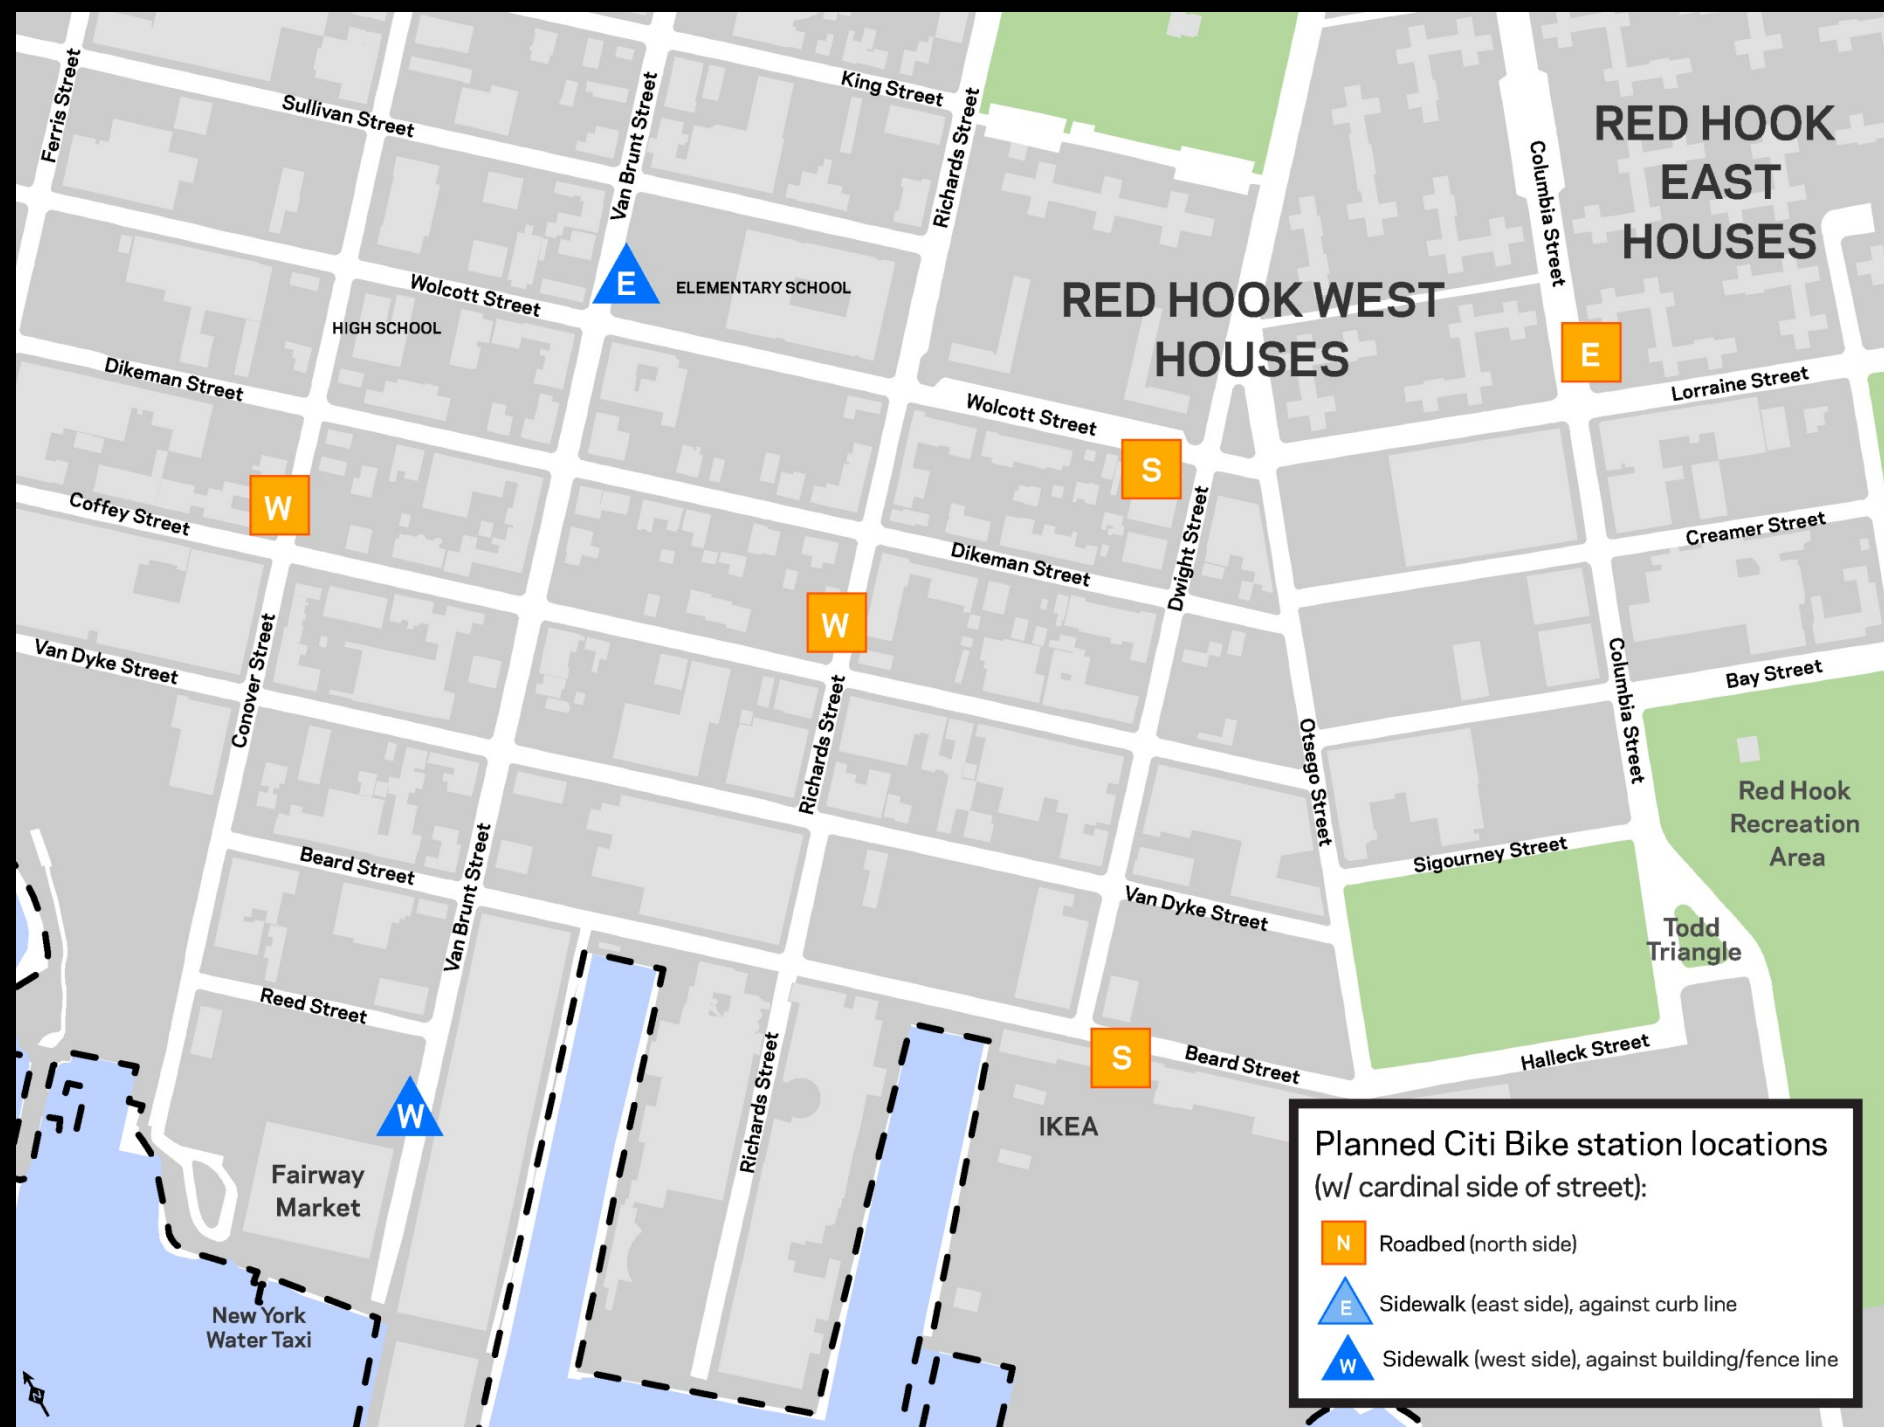 Ferris Street
Sullivan Street
Van Brunt Street
King Street
Richards Street
Columbia Street
RED HOOK
EAST
HOUSES
E
ELEMENTARY SCHOOL
Wolcott Street
HIGH SCHOOL
RED HOOK WEST
HOUSES
E
Lorraine Street
Dikeman Street
Wolcott Street
S
W
Coffey Street
Dwight Street
Creamer Street
Dikeman Street
W
Conover Street
Van Dyke Street
Richards Street
Columbia Street
Bay Street
Otsego Street
Red Hook
Recreation
Area
Beard Street
Van Brunt Street
Sigourney Street
Van Dyke Street
Todd
Triangle
Reed Street
Richards Street
S
Beard Street
Halleck Street
W
IKEA
Fairway
Market
New York
Water Taxi
N
Planned Citi Bike station locations
(w/ cardinal side of street):
N Roadbed (north side)
E Sidewalk (east side), against curb line
W Sidewalk (west side), against building/fence line